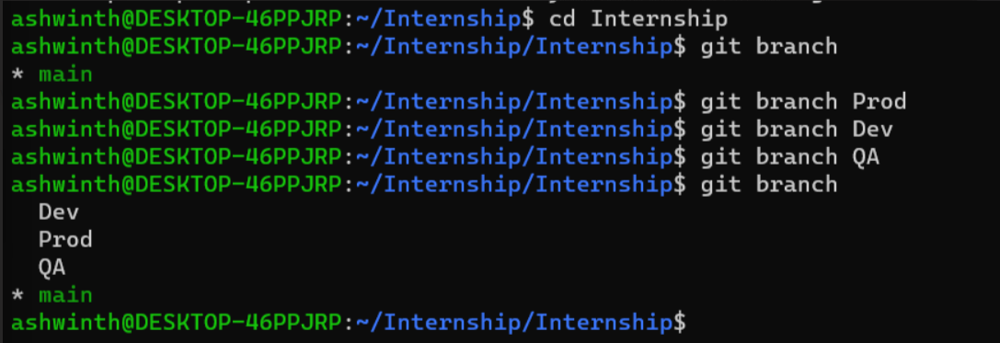 ashwinth@DESKTOP-46PPJRP:~/Internship$ cd Internship
ashwinth@DESKTOP-46PPJRP:~/Internship/Internship$ git branch
* main
ashwinth@DESKTOP-46PPJRP:~/Internship/Internship$ git branch Prod
ashwinth@DESKTOP-46PPJRP:~/Internship/Internship$ git branch Dev
ashwinth@DESKTOP-46PPJRP:~/Internship/Internship$ git branch QA
ashwinth@DESKTOP-46PPJRP:~/Internship/Internship$ git branch
  Dev
  Prod
  QA
* main
ashwinth@DESKTOP-46PPJRP:~/Internship/Internship$